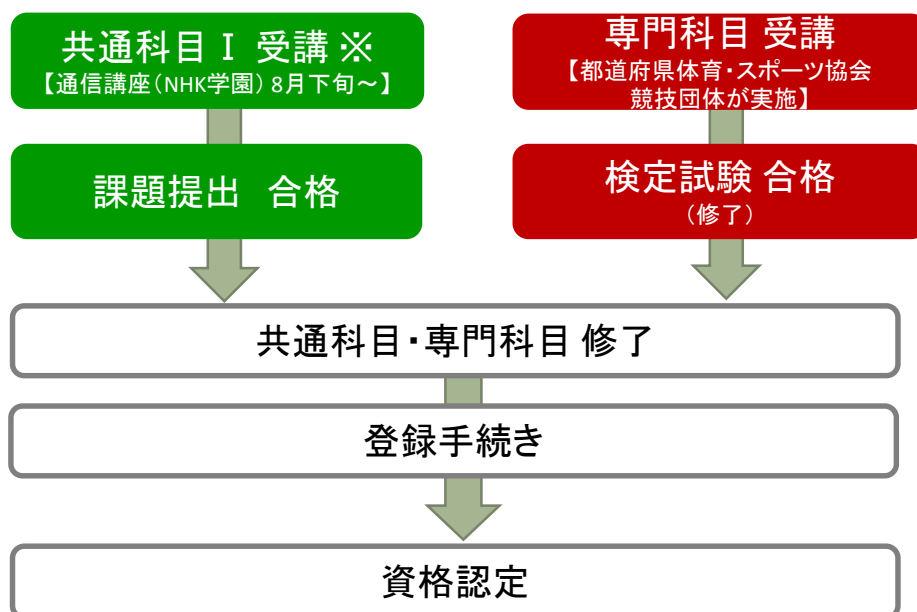 共通科目Ⅰ 受講 ※
【通信講座(NHK学園) 8月下旬～】
課題提出　合格
専門科目 受講
【都道府県体育・スポーツ協会
競技団体が実施】
検定試験 合格
(修了)
共通科目・専門科目 修了
登録手続き
資格認定